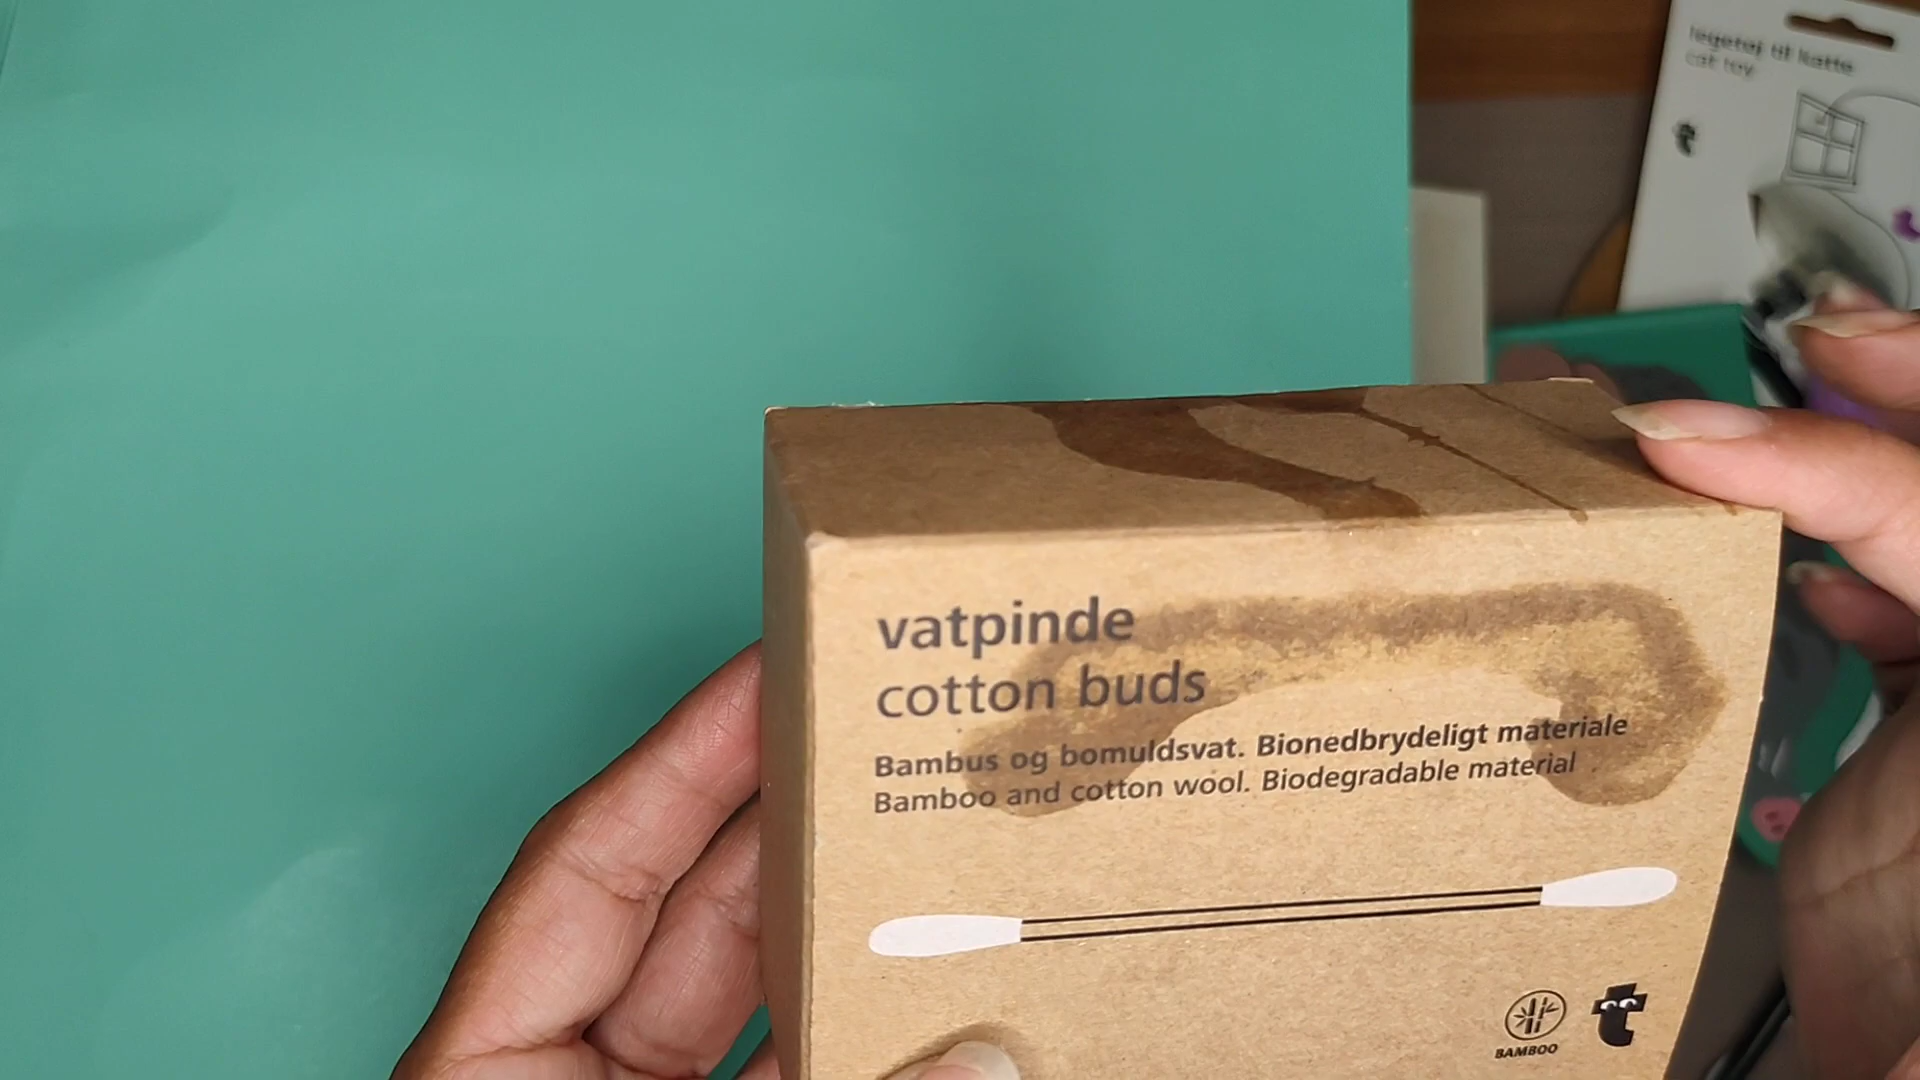 legetøj til katte
cat toy
vatpinde
cotton buds
Bambus og bomuldsvat. Bionedbrydeligt materiale
Bamboo and cotton wool. Biodegradable material
BAMBOO
t